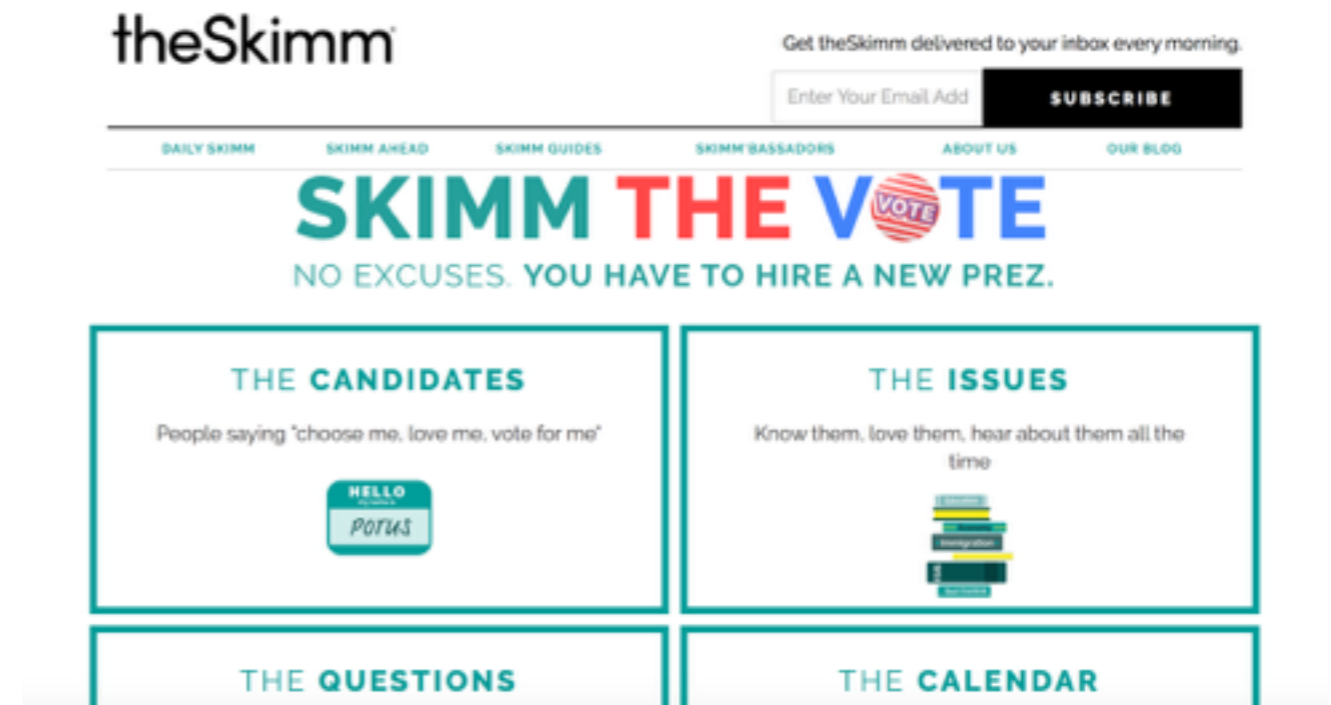 theSkimm
Get theSkimm delivered to your inbox every morning.
Enter Your Email Add
SUBSCRIBE
DAILY SKIMM SKIMM AHEAD SKIMM GUIDES SKIMM'BASSADORS ABOUT US OUR BLOG
SKIMM THE VOTE
VOTE
NO EXCUSES. YOU HAVE TO HIRE A NEW PREZ.
THE CANDIDATES
People saying "choose me, love me, vote for me"
HELLO
POTUS
THE ISSUES
Know them, love them, hear about them all the
time
Immigration
THE QUESTIONS
THE CALENDAR